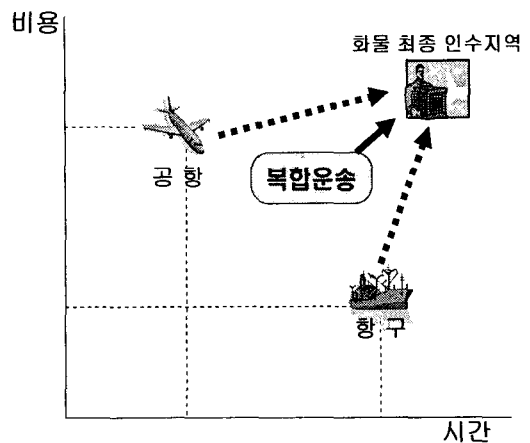 비용
화물 최종 인수지역
공 항
복합운송
항 구
시간